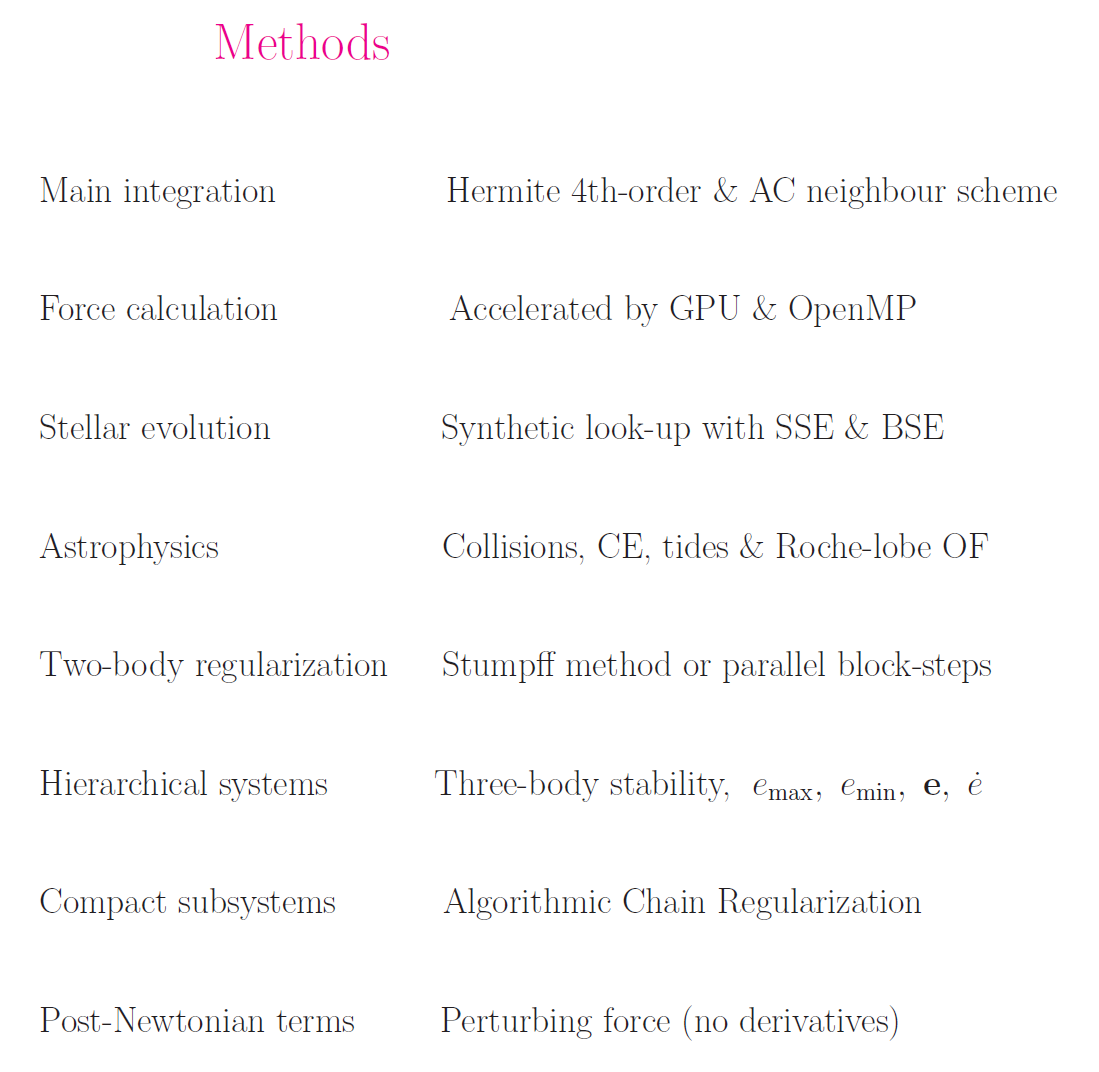 Methods
Main integration Hermite 4th-order & AC neighbour scheme
Force calculation Accelerated by GPU & OpenMP
Stellar evolution Synthetic look-up with SSE & BSE
Astrophysics Collisions, CE, tides & Roche-lobe OF
Two-body regularization Stumpff method or parallel block-steps
Hierarchical systems Three-body stability, e_max, e_min, e, ė
Compact subsystems Algorithmic Chain Regularization
Post-Newtonian terms Perturbing force (no derivatives)